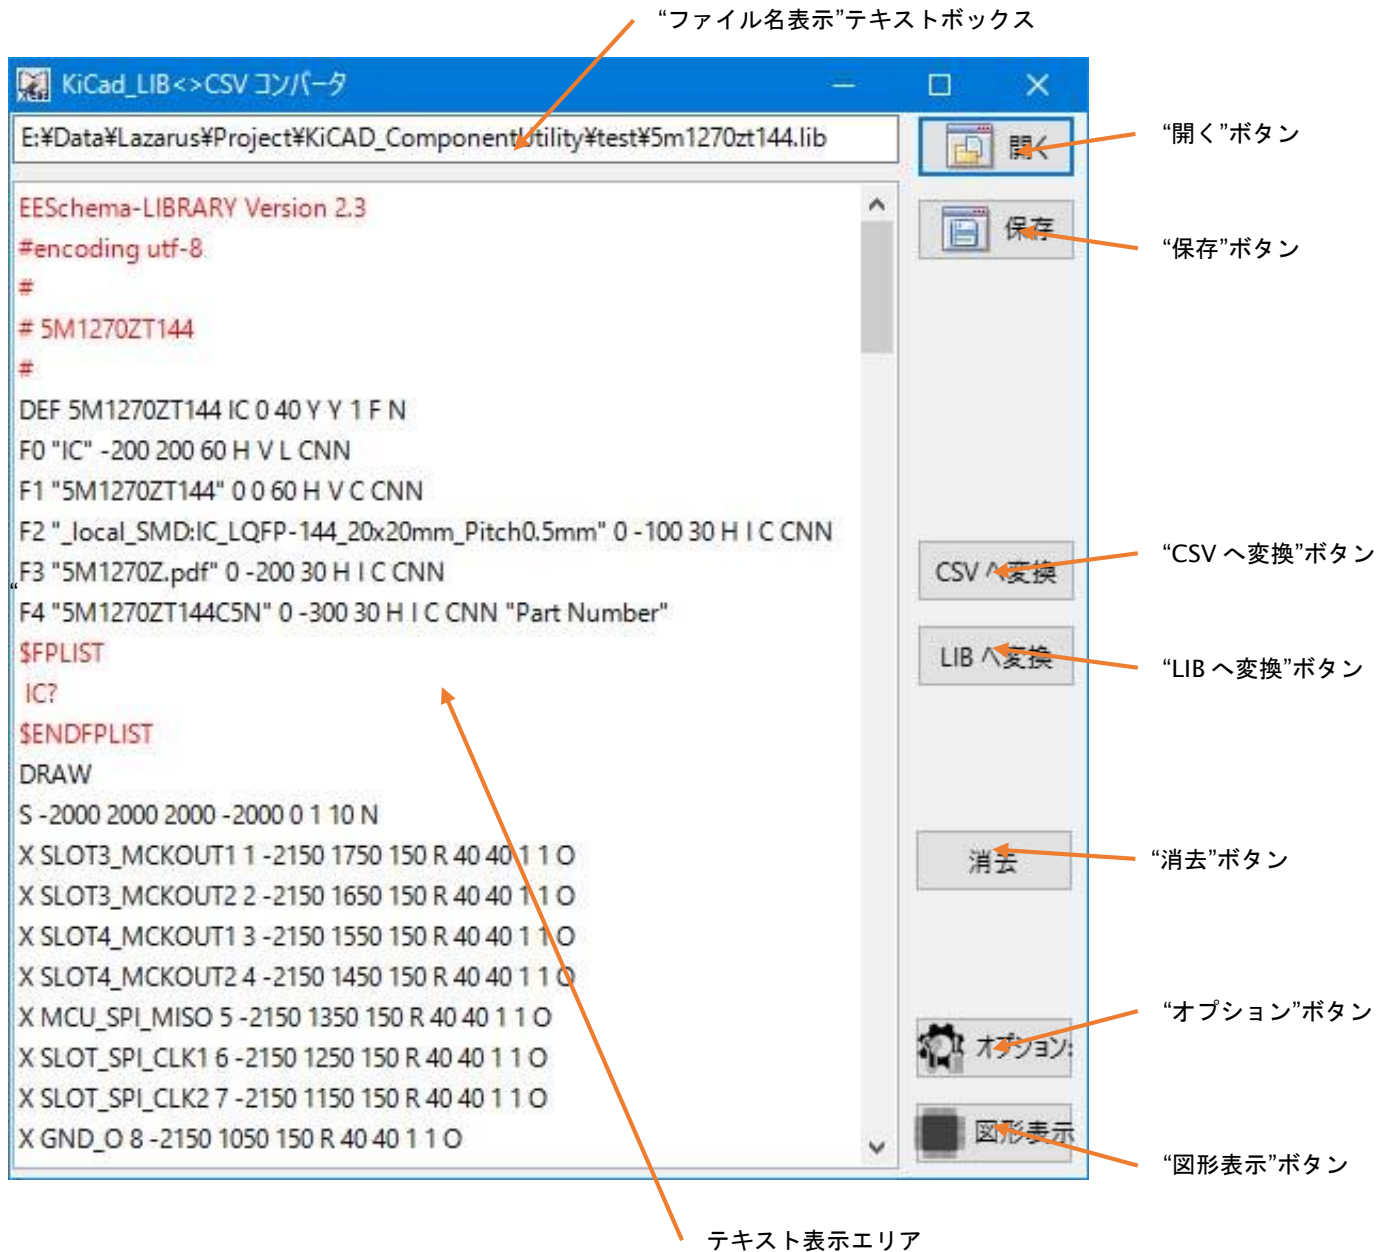 “ファイル名表示”テキストボックス
KiCad_LIB<>CSV コンバータ
E:¥Data¥Lazarus¥Project¥KiCAD_ComponentUtility¥test¥5m1270zt144.lib
開く
“開く”ボタン
保存
“保存”ボタン
EESchema-LIBRARY Version 2.3
#encoding utf-8
#
# 5M1270ZT144
#
DEF 5M1270ZT144 IC 0 40 Y Y 1 F N
F0 "IC" -200 200 60 H V L CNN
F1 "5M1270ZT144" 0 0 60 H V C CNN
F2 "_local_SMD:IC_LQFP-144_20x20mm_Pitch0.5mm" 0 -100 30 H I C CNN
F3 "5M1270Z.pdf" 0 -200 30 H I C CNN
“
F4 "5M1270ZT144C5N" 0 -300 30 H I C CNN "Part Number"
$FPLIST
IC?
$ENDFPLIST
DRAW
S -2000 2000 2000 -2000 0 1 10 N
X SLOT3_MCKOUT1 1 -2150 1750 150 R 40 40 1 1 O
X SLOT3_MCKOUT2 2 -2150 1650 150 R 40 40 1 1 O
X SLOT4_MCKOUT1 3 -2150 1550 150 R 40 40 1 1 O
X SLOT4_MCKOUT2 4 -2150 1450 150 R 40 40 1 1 O
X MCU_SPI_MISO 5 -2150 1350 150 R 40 40 1 1 O
X SLOT_SPI_CLK1 6 -2150 1250 150 R 40 40 1 1 O
X SLOT_SPI_CLK2 7 -2150 1150 150 R 40 40 1 1 O
X GND_O 8 -2150 1050 150 R 40 40 1 1 O
CSV へ変換
“CSV へ変換”ボタン
LIB へ変換
“LIB へ変換”ボタン
消去
“消去”ボタン
オプション:
“オプション”ボタン
図形表示
“図形表示”ボタン
テキスト表示エリア